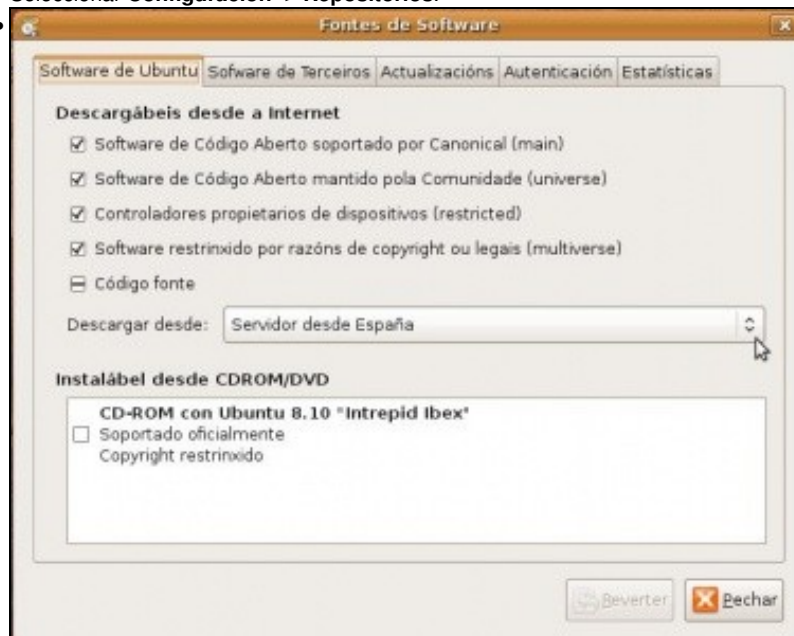 Seleccionar Configuración -> Repositorios.
Fontes de Software
Software de Ubuntu Sofware de Terceiros Actualizacións Autenticación Estatísticas
Descargábeis desde a Internet
Software de Código Aberto soportado por Canonical (main)
Software de Código Aberto mantido pola Comunidade (universe)
Controladores propietarios de dispositivos (restricted)
Software restrinxido por razóns de copyright ou legais (multiverse)
Código fonte
Descargar desde: Servidor desde España
Instalábel desde CDROM/DVD
CD-ROM con Ubuntu 8.10 "Intrepid Ibex"
Soportado oficialmente
Copyright restrinxido
Reverter Pechar